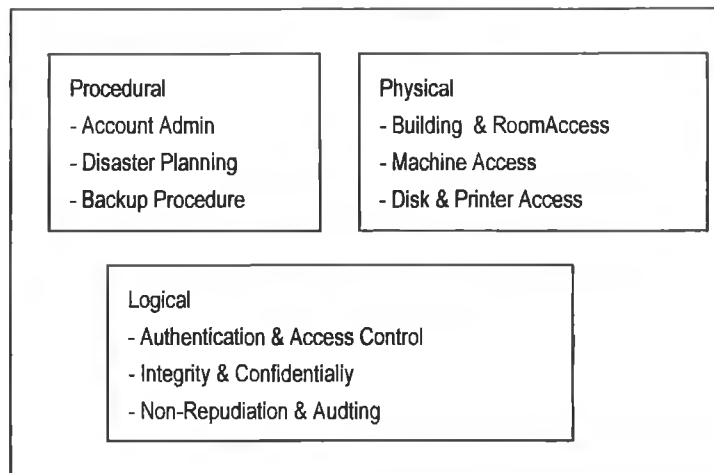 Procedural
- Account Admin
- Disaster Planning
- Backup Procedure
Physical
- Building & RoomAccess
- Machine Access
- Disk & Printer Access
Logical
- Authentication & Access Control
- Integrity & Confidentially
- Non-Repudiation & Audting